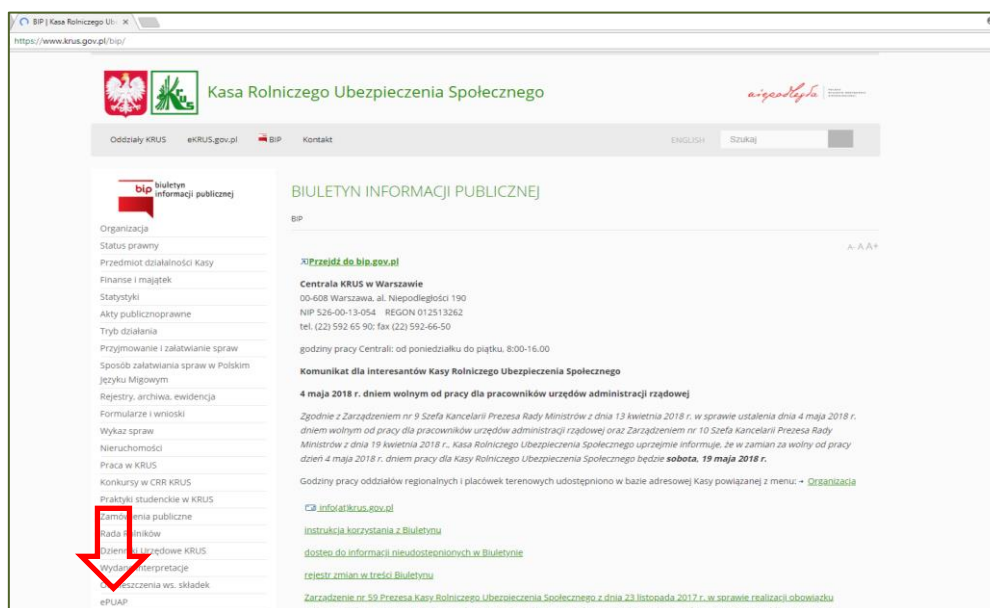 BIP | Kasa Rolniczego Ub
https://www.krus.gov.pl/bip/
Krus
Kasa Rolniczego Ubezpieczenia Społecznego
niepodległa
Oddziały KRUS eKRUS.gov.pl BIP Kontakt ENGLISH Szukaj
bip biuletyn
informacji publicznej
Organizacja
Status prawny
Przedmiot działalności Kasy
Finanse i majątek
Statystyki
Akty publicznoprawne
Tryb działania
Przyjmowanie i załatwianie spraw
Sposób załatwiania spraw w Polskim
Języku Migowym
Rejestry, archiwa, ewidencja
Formularze i wnioski
Wykaz spraw
Nieruchomości
Praca w KRUS
Konkursy w CRR KRUS
Praktyki studenckie w KRUS
Zamówienia publiczne
Rada Rolników
Dzienniki Urzędowe KRUS
Wydane interpretacje
ws. składek
ePUAP
BIULETYN INFORMACJI PUBLICZNEJ
BIP
A- A A+
Przejdź do bip.gov.pl
Centrala KRUS w Warszawie
00-608 Warszawa, al. Niepodległości 190
NIP 526-00-13-054 REGON 012513262
tel. (22) 592 65 90; fax (22) 592-66-50
godziny pracy Centrali: od poniedziałku do piątku, 8:00-16.00
Komunikat dla interesantów Kasy Rolniczego Ubezpieczenia Społecznego
4 maja 2018 r. dniem wolnym od pracy dla pracowników urzędów administracji rządowej
Zgodnie z Zarządzeniem nr 9 Szefa Kancelarii Prezesa Rady Ministrów z dnia 13 kwietnia 2018 r. w sprawie ustalenia dnia 4 maja 2018 r.
dniem wolnym od pracy dla pracowników urzędów administracji rządowej oraz Zarządzeniem nr 10 Szefa Kancelarii Prezesa Rady
Ministrów z dnia 19 kwietnia 2018 r., Kasa Rolniczego Ubezpieczenia Społecznego uprzejmie informuje, że w zamian za wolny od pracy
dzień 4 maja 2018 r. dniem pracy dla Kasy Rolniczego Ubezpieczenia Społecznego będzie sobota, 19 maja 2018 r.
Godziny pracy oddziałów regionalnych i placówek terenowych udostępniono w bazie adresowej Kasy powiązanej z menu: → Organizacja
info(at)krus.gov.pl
instrukcja korzystania z Biuletynu
dostęp do informacji nieudostępnionych w Biuletynie
rejestr zmian w treści Biuletynu
Zarządzenie nr 59 Prezesa Kasy Rolniczego Ubezpieczenia Społecznego z dnia 23 listopada 2017 r. w sprawie realizacji obowiązku